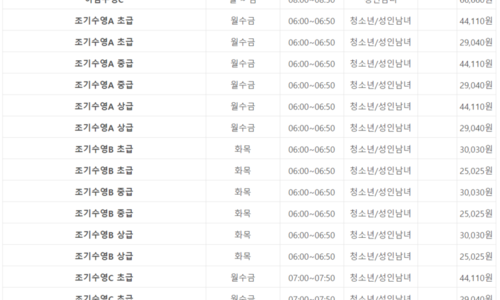 조기수영A 초급 월수금 06:00~06:50 청소년/성인남녀 44,110원
조기수영A 초급 월수금 06:00~06:50 청소년/성인남녀 29,040원
조기수영A 중급 월수금 06:00~06:50 청소년/성인남녀 44,110원
조기수영A 중급 월수금 06:00~06:50 청소년/성인남녀 29,040원
조기수영A 상급 월수금 06:00~06:50 청소년/성인남녀 44,110원
조기수영A 상급 월수금 06:00~06:50 청소년/성인남녀 29,040원
조기수영B 초급 화목 06:00~06:50 청소년/성인남녀 30,030원
조기수영B 초급 화목 06:00~06:50 청소년/성인남녀 25,025원
조기수영B 중급 화목 06:00~06:50 청소년/성인남녀 30,030원
조기수영B 중급 화목 06:00~06:50 청소년/성인남녀 25,025원
조기수영B 상급 화목 06:00~06:50 청소년/성인남녀 30,030원
조기수영B 상급 화목 06:00~06:50 청소년/성인남녀 25,025원
조기수영C 초급 월수금 07:00~07:50 청소년/성인남녀 44,110원
조기수영C 초급 월수금 07:00~07:50 청소년/성인남녀 29,040원